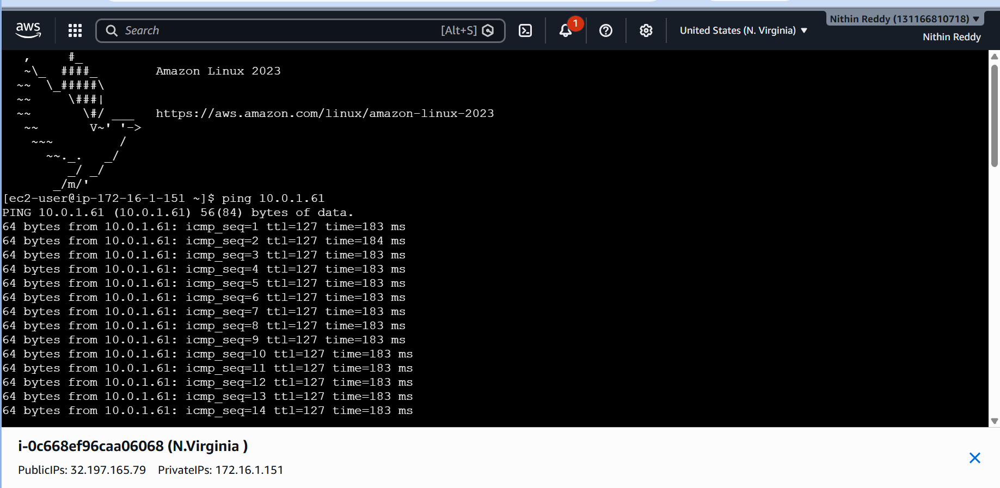 aws
Search [Alt+S]
1
United States (N. Virginia)
Nithin Reddy (131166810718)
Nithin Reddy
   ,     #_
   ~\_  ####_        Amazon Linux 2023
  ~~  \_#####\
  ~~     \###|
  ~~       \#/ ___   https://aws.amazon.com/linux/amazon-linux-2023
   ~~       V~' '->
    ~~~         /
      ~~._.   _/
         _/ _/
       _/m/'
[ec2-user@ip-172-16-1-151 ~]$ ping 10.0.1.61
PING 10.0.1.61 (10.0.1.61) 56(84) bytes of data.
64 bytes from 10.0.1.61: icmp_seq=1 ttl=127 time=183 ms
64 bytes from 10.0.1.61: icmp_seq=2 ttl=127 time=184 ms
64 bytes from 10.0.1.61: icmp_seq=3 ttl=127 time=183 ms
64 bytes from 10.0.1.61: icmp_seq=4 ttl=127 time=183 ms
64 bytes from 10.0.1.61: icmp_seq=5 ttl=127 time=183 ms
64 bytes from 10.0.1.61: icmp_seq=6 ttl=127 time=183 ms
64 bytes from 10.0.1.61: icmp_seq=7 ttl=127 time=183 ms
64 bytes from 10.0.1.61: icmp_seq=8 ttl=127 time=183 ms
64 bytes from 10.0.1.61: icmp_seq=9 ttl=127 time=183 ms
64 bytes from 10.0.1.61: icmp_seq=10 ttl=127 time=183 ms
64 bytes from 10.0.1.61: icmp_seq=11 ttl=127 time=183 ms
64 bytes from 10.0.1.61: icmp_seq=12 ttl=127 time=183 ms
64 bytes from 10.0.1.61: icmp_seq=13 ttl=127 time=183 ms
64 bytes from 10.0.1.61: icmp_seq=14 ttl=127 time=183 ms
i-0c668ef96caa06068 (N.Virginia )
PublicIPs: 32.197.165.79 PrivateIPs: 172.16.1.151